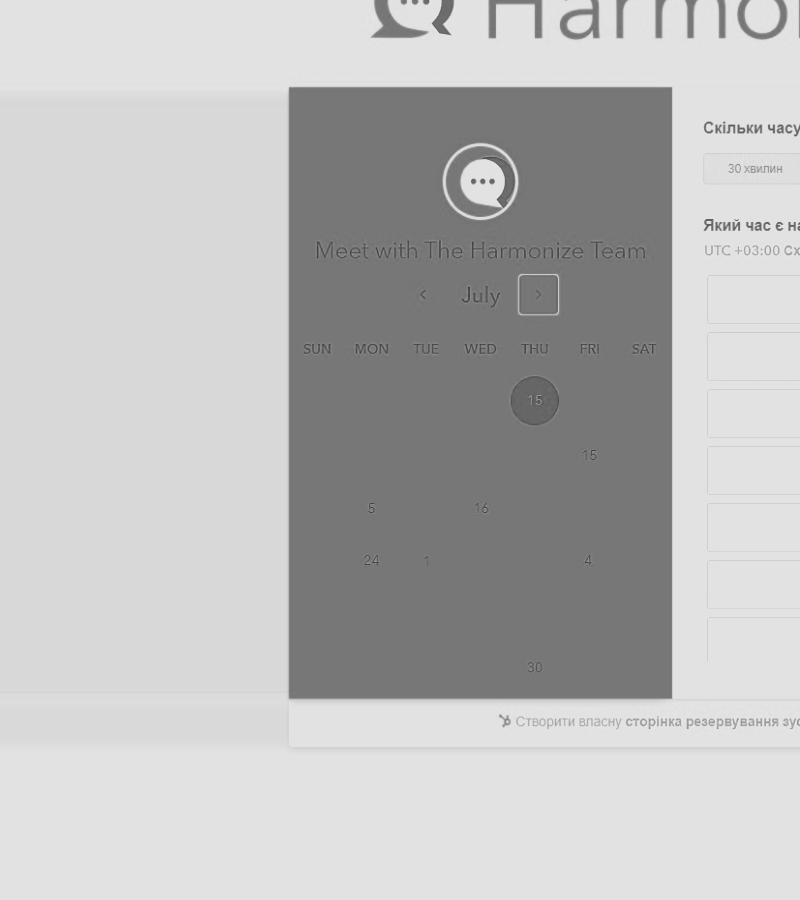 Harmo
Meet with The Harmonize Team
July
SUN MON TUE WED THU FRI SAT
15
15
5 16
24 1 4
30
Скільки часу
30 хвилин
Який час є на
UTC +03:00 Сх
Створити власну сторінка резервування зус